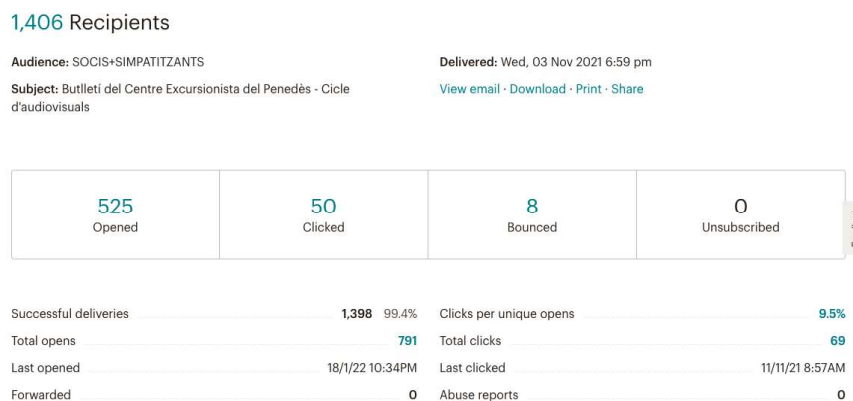 1,406 Recipients
Audience: SOCIS+SIMPATITZANTS
Delivered: Wed, 03 Nov 2021 6:59 pm
Subject: Butlletí del Centre Excursionista del Penedès - Cicle
d'audiovisuals
View email · Download · Print · Share
525
Opened
50
Clicked
8
Bounced
0
Unsubscribed
Successful deliveries 1,398 99.4%
Clicks per unique opens 9.5%
Total opens 791
Total clicks 69
Last opened 18/1/22 10:34PM
Last clicked 11/11/21 8:57AM
Forwarded 0
Abuse reports 0